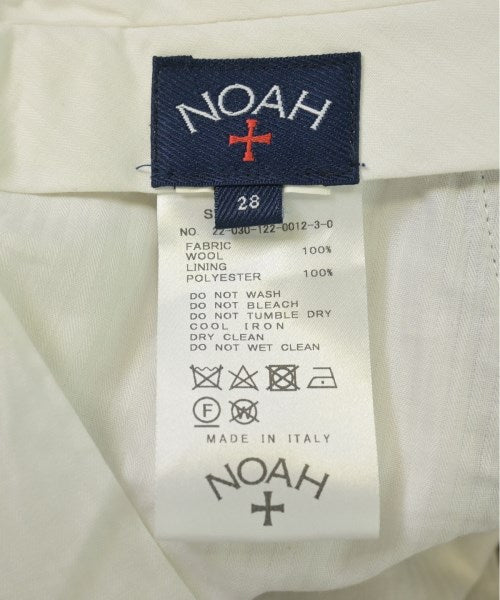 NOAH
28
S
NO. 22-030-122-0012-3-0
FABRIC
WOOL 100%
LINING
POLYESTER 100%
DO NOT WASH
DO NOT BLEACH
DO NOT TUMBLE DRY
COOL IRON
DRY CLEAN
DO NOT WET CLEAN
F
W
MADE IN ITALY
NOAH